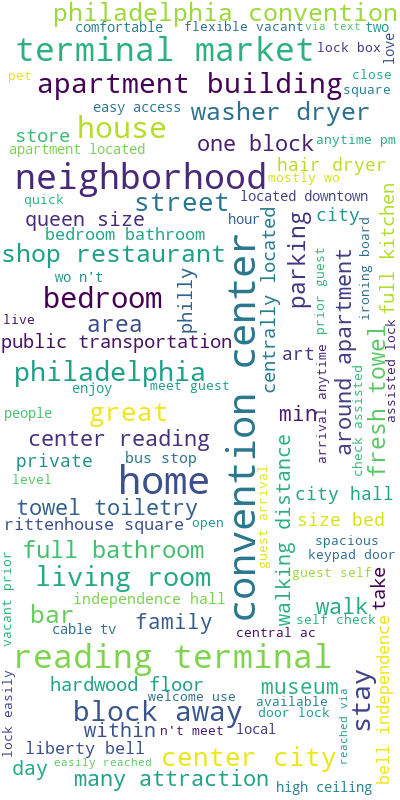 philadelphia convention
comfortable
flexible vacant
via text
two
terminal market
lock box
love
pet
apartment building
close
square
easy access
washer dryer
store
house
one block
anytime pm
apartment located
hair dryer
mostly wo
neighborhood
quick
street
located downtown
full kitchen
queen size
hour
parking
city
ironing board
bedroom bathroom
shop restaurant
centrally located
around apartment
prior guest
wo n't
philly
bedroom
live
area
public transportation
art
arrival anytime
assisted lock
philadelphia
enjoy
meet guest
convention center
check assisted
fresh towel
people
great
min
center reading
private
bus stop
level
home
guest arrival
walking distance
city hall
towel toiletry
rittenhouse square
open
size bed
spacious
keypad door
full bathroom
vacant prior
living room
guest self
take
independence hall
bar
walk
self check
cable tv
family
central ac
bell independence
reading terminal
lock easily
hardwood floor
museum
stay
welcome use
available
block away
door lock
reached via
within
n't meet
local
liberty bell
center city
day
easily reached
many attraction
high ceiling